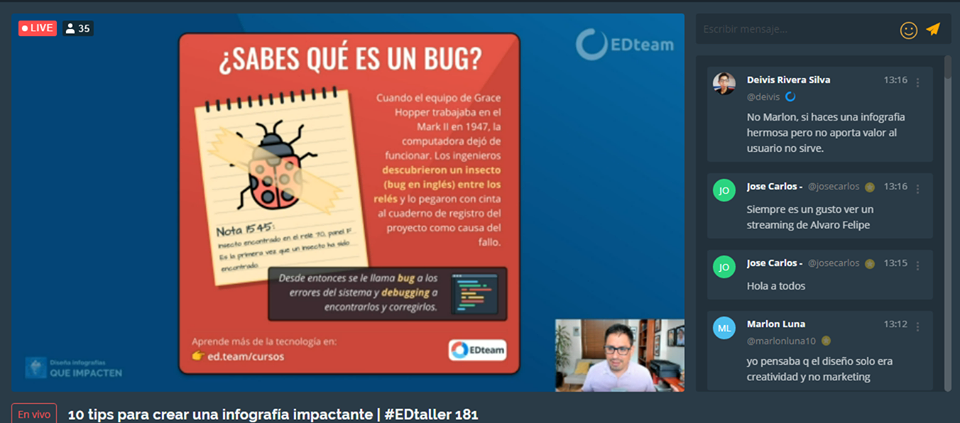 LIVE
35
EDteam
¿SABES QUÉ ES UN BUG?
Cuando el equipo de Grace
Hopper trabajaba en el
Mark II en 1947, la
computadora dejó de
funcionar. Los ingenieros
descubrieron un insecto
(bug en inglés) entre los
relés y lo pegaron con cinta
al cuaderno de registro del
proyecto como causa del
fallo.
Nota 1545:
Insecto encontrado en el relé 70, panel F.
Es la primera vez que un insecto ha sido
encontrado.
Desde entonces se le llama bug a los
errores del sistema y debugging a
encontrarlos y corregirlos.
Aprende más de la tecnología en:
ed.team/cursos
EDteam
Diseña infografías
QUE IMPACTEN
Escribir mensaje...
Deivis Rivera Silva 13:16
@deivis
No Marlon, si haces una infografia
hermosa pero no aporta valor al
usuario no sirve.
JO
Jose Carlos - @josecarlos 13:16
Siempre es un gusto ver un
streaming de Alvaro Felipe
JO
Jose Carlos - @josecarlos 13:15
Hola a todos
ML
Marlon Luna 13:12
@marlonluna10
yo pensaba q el diseño solo era
creatividad y no marketing
En vivo
10 tips para crear una infografía impactante | #EDtaller 181